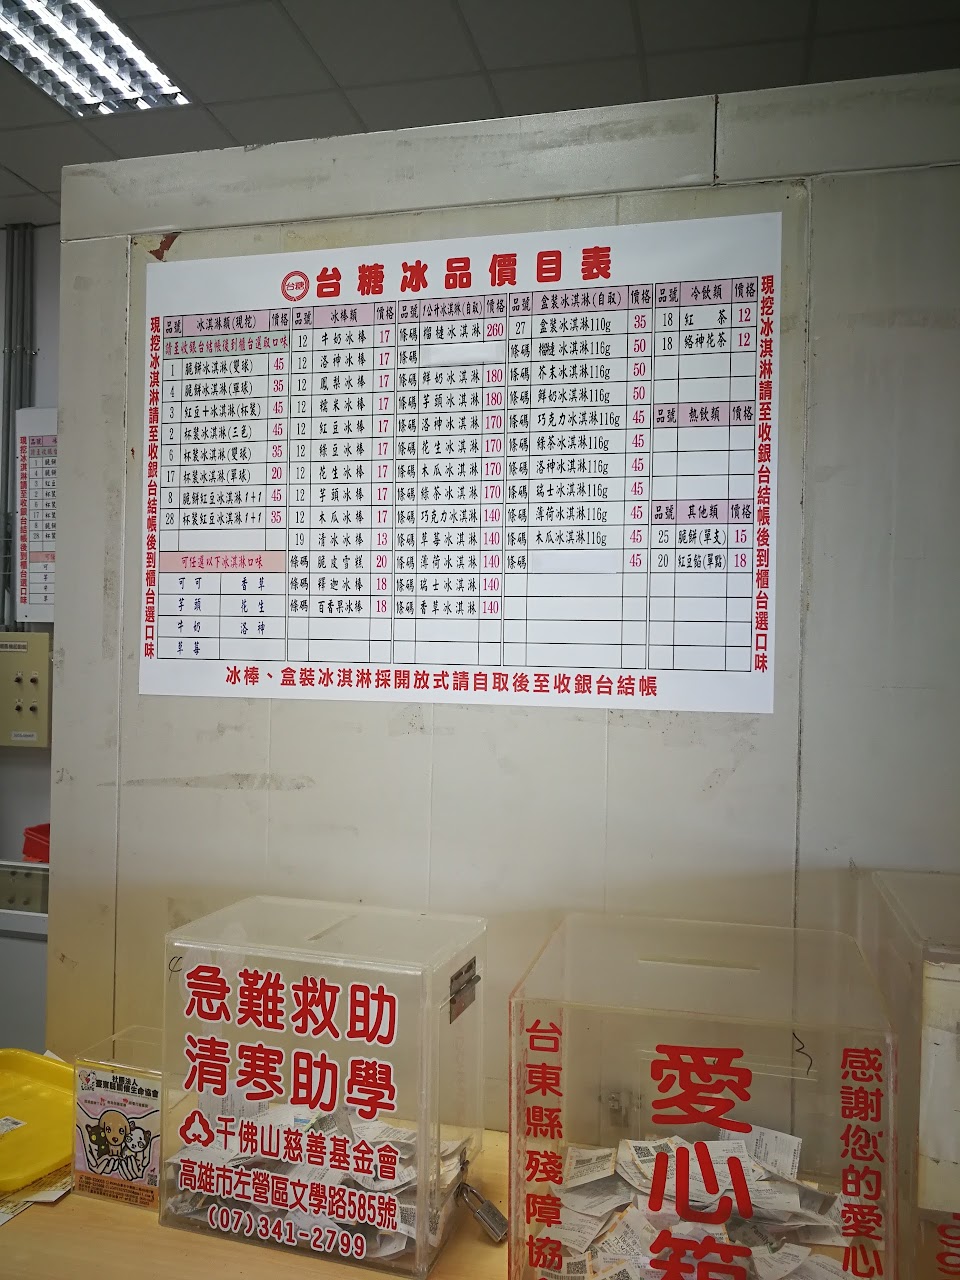 台糖 台糖冰品價目表
現挖冰淇淋請至收銀台結帳後到櫃台選口味
品號 冰淇淋類(現挖) 價格
請至收銀台結帳後到櫃台選取口味
1 脆餅冰淇淋(雙球) 45
4 脆餅冰淇淋(單球) 35
3 紅豆+冰淇淋(杯裝) 45
2 杯裝冰淇淋(三色) 45
6 杯裝冰淇淋(雙球) 35
17 杯裝冰淇淋(單球) 20
8 脆餅紅豆冰淇淋1+1 45
28 杯裝紅豆冰淇淋1+1 35
可任選以下冰淇淋口味
可可 香草
芋頭 花生
牛奶 洛神
草莓
品號 冰棒類 價格
12 牛奶冰棒 17
12 洛神冰棒 17
12 鳳梨冰棒 17
12 糯米冰棒 17
12 紅豆冰棒 17
12 綠豆冰棒 17
12 花生冰棒 17
12 芋頭冰棒 17
12 木瓜冰棒 17
19 清冰冰棒 13
條碼 脆皮雪糕 20
條碼 釋迦冰棒 18
條碼 百香果冰棒 18
品號 1公升冰淇淋(自取) 價格
條碼 榴槤冰淇淋 260
條碼
條碼 鮮奶冰淇淋 180
條碼 芋頭冰淇淋 180
條碼 洛神冰淇淋 170
條碼 花生冰淇淋 170
條碼 木瓜冰淇淋 170
條碼 綠茶冰淇淋 170
條碼 巧克力冰淇淋 140
條碼 草莓冰淇淋 140
條碼 薄荷冰淇淋 140
條碼 瑞士冰淇淋 140
條碼 香草冰淇淋 140
品號 盒裝冰淇淋(自取) 價格
27 盒裝冰淇淋110g 35
條碼 榴槤冰淇淋116g 50
條碼 芥末冰淇淋116g 50
條碼 鮮奶冰淇淋116g 50
條碼 巧克力冰淇淋116g 45
條碼 綠茶冰淇淋116g 45
條碼 洛神冰淇淋116g 45
條碼 瑞士冰淇淋116g 45
條碼 薄荷冰淇淋116g 45
條碼 木瓜冰淇淋116g 45
條碼 45
品號 冷飲類 價格
18 紅茶 12
18 洛神花茶 12
品號 熱飲類 價格
品號 其他類 價格
25 脆餅(單支) 15
20 紅豆餡(單點) 18
現挖冰淇淋請至收銀台結帳後到櫃台選口味
冰棒、盒裝冰淇淋採開放式請自取後至收銀台結帳
急難救助
清寒助學
千佛山慈善基金會
高雄市左營區文學路585號
(07)341-2799
台東縣殘障協
愛心箱
感謝您的愛心
3